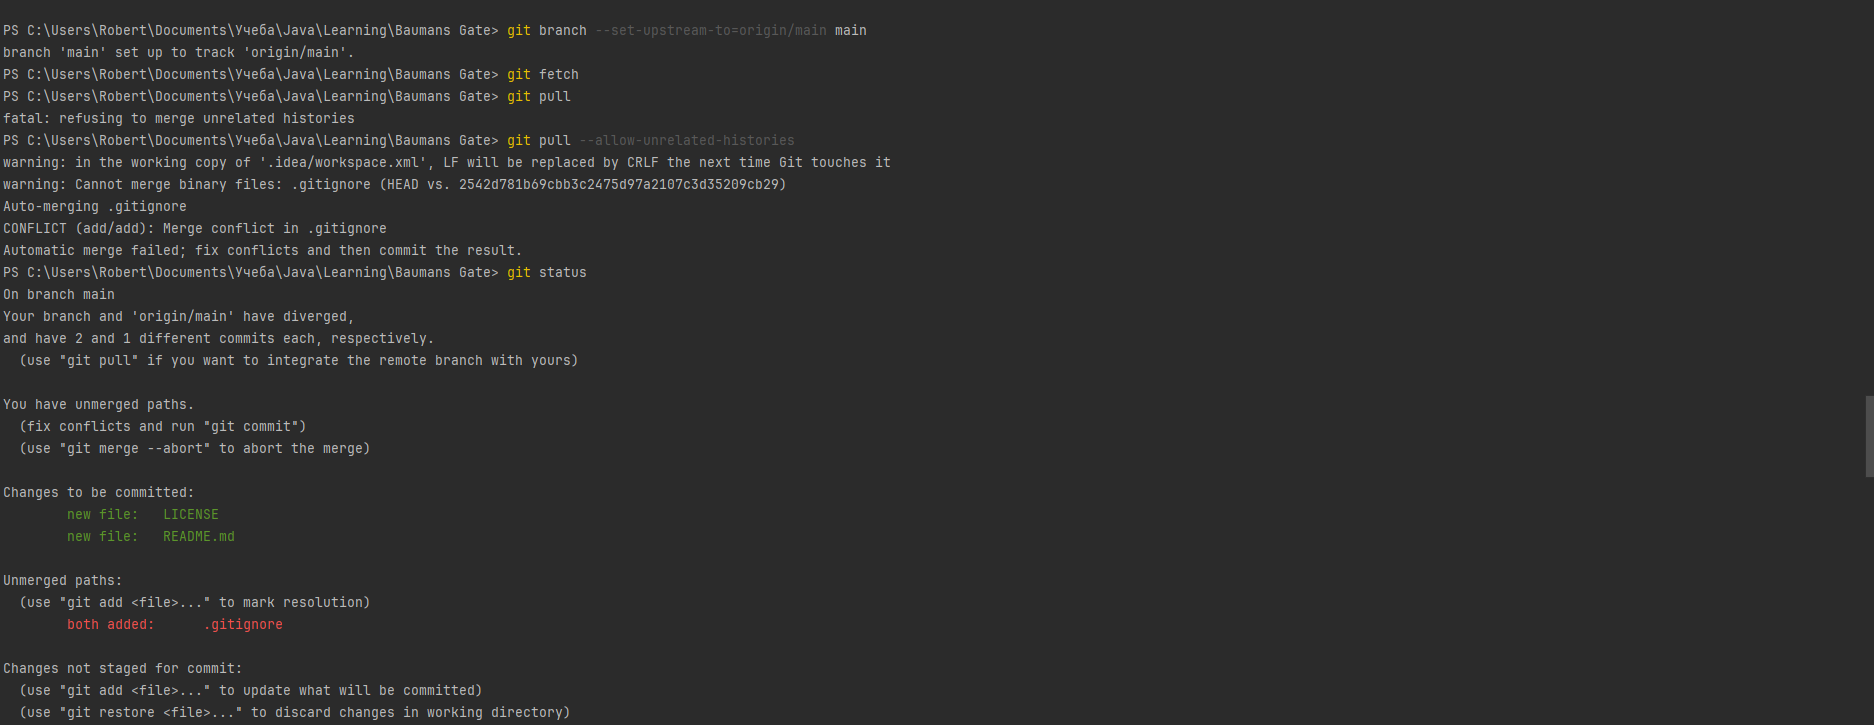 PS C:\Users\Robert\Documents\Учеба\Java\Learning\Baumans Gate> git branch --set-upstream-to=origin/main main
branch 'main' set up to track 'origin/main'.
PS C:\Users\Robert\Documents\Учеба\Java\Learning\Baumans Gate> git fetch
PS C:\Users\Robert\Documents\Учеба\Java\Learning\Baumans Gate> git pull
fatal: refusing to merge unrelated histories
PS C:\Users\Robert\Documents\Учеба\Java\Learning\Baumans Gate> git pull --allow-unrelated-histories
warning: in the working copy of '.idea/workspace.xml', LF will be replaced by CRLF the next time Git touches it
warning: Cannot merge binary files: .gitignore (HEAD vs. 2542d781b69cbb3c2475d97a2107c3d35209cb29)
Auto-merging .gitignore
CONFLICT (add/add): Merge conflict in .gitignore
Automatic merge failed; fix conflicts and then commit the result.
PS C:\Users\Robert\Documents\Учеба\Java\Learning\Baumans Gate> git status
On branch main
Your branch and 'origin/main' have diverged,
and have 2 and 1 different commits each, respectively.
  (use "git pull" if you want to integrate the remote branch with yours)

You have unmerged paths.
  (fix conflicts and run "git commit")
  (use "git merge --abort" to abort the merge)

Changes to be committed:
        new file:   LICENSE
        new file:   README.md

Unmerged paths:
  (use "git add <file>..." to mark resolution)
        both added:      .gitignore

Changes not staged for commit:
  (use "git add <file>..." to update what will be committed)
  (use "git restore <file>..." to discard changes in working directory)